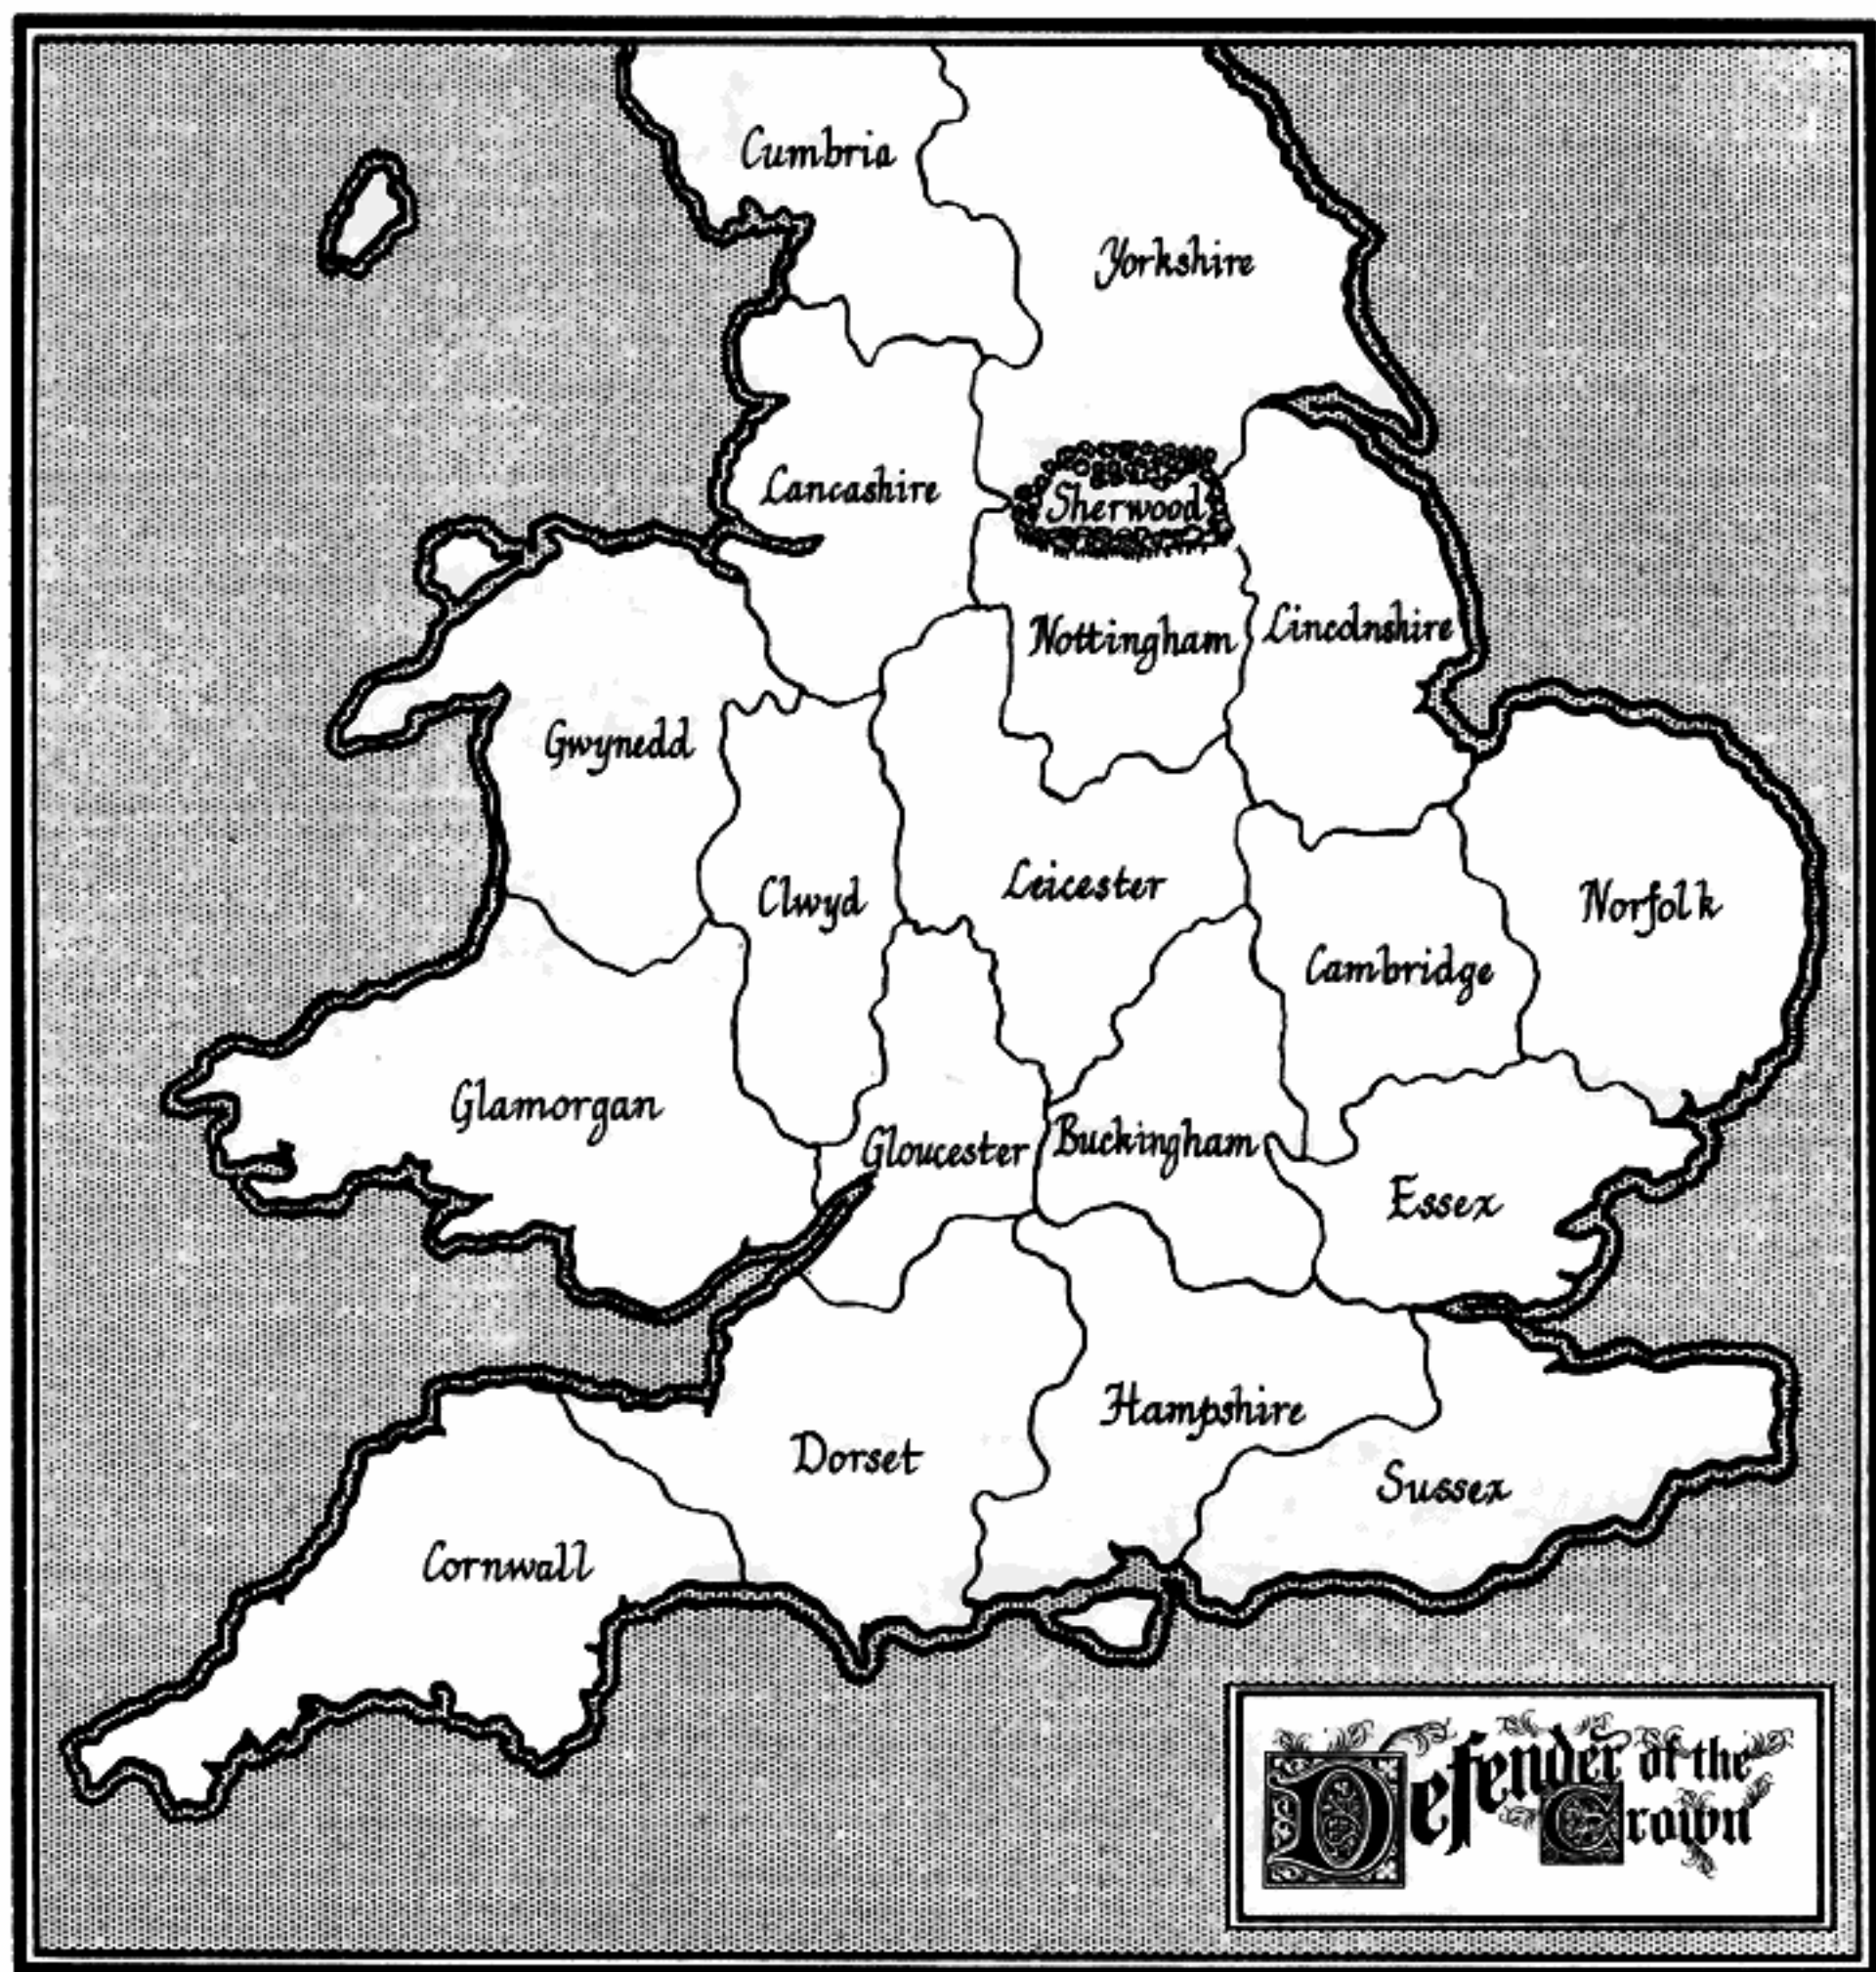 Cumbria
Yorkshire
Lancashire
Sherwood
Nottingham
Lincolnshire
Gwynedd
Clwyd
Leicester
Norfolk
Cambridge
Glamorgan
Gloucester
Buckingham
Essex
Hampshire
Dorset
Sussex
Cornwall
Defender of the
Crown